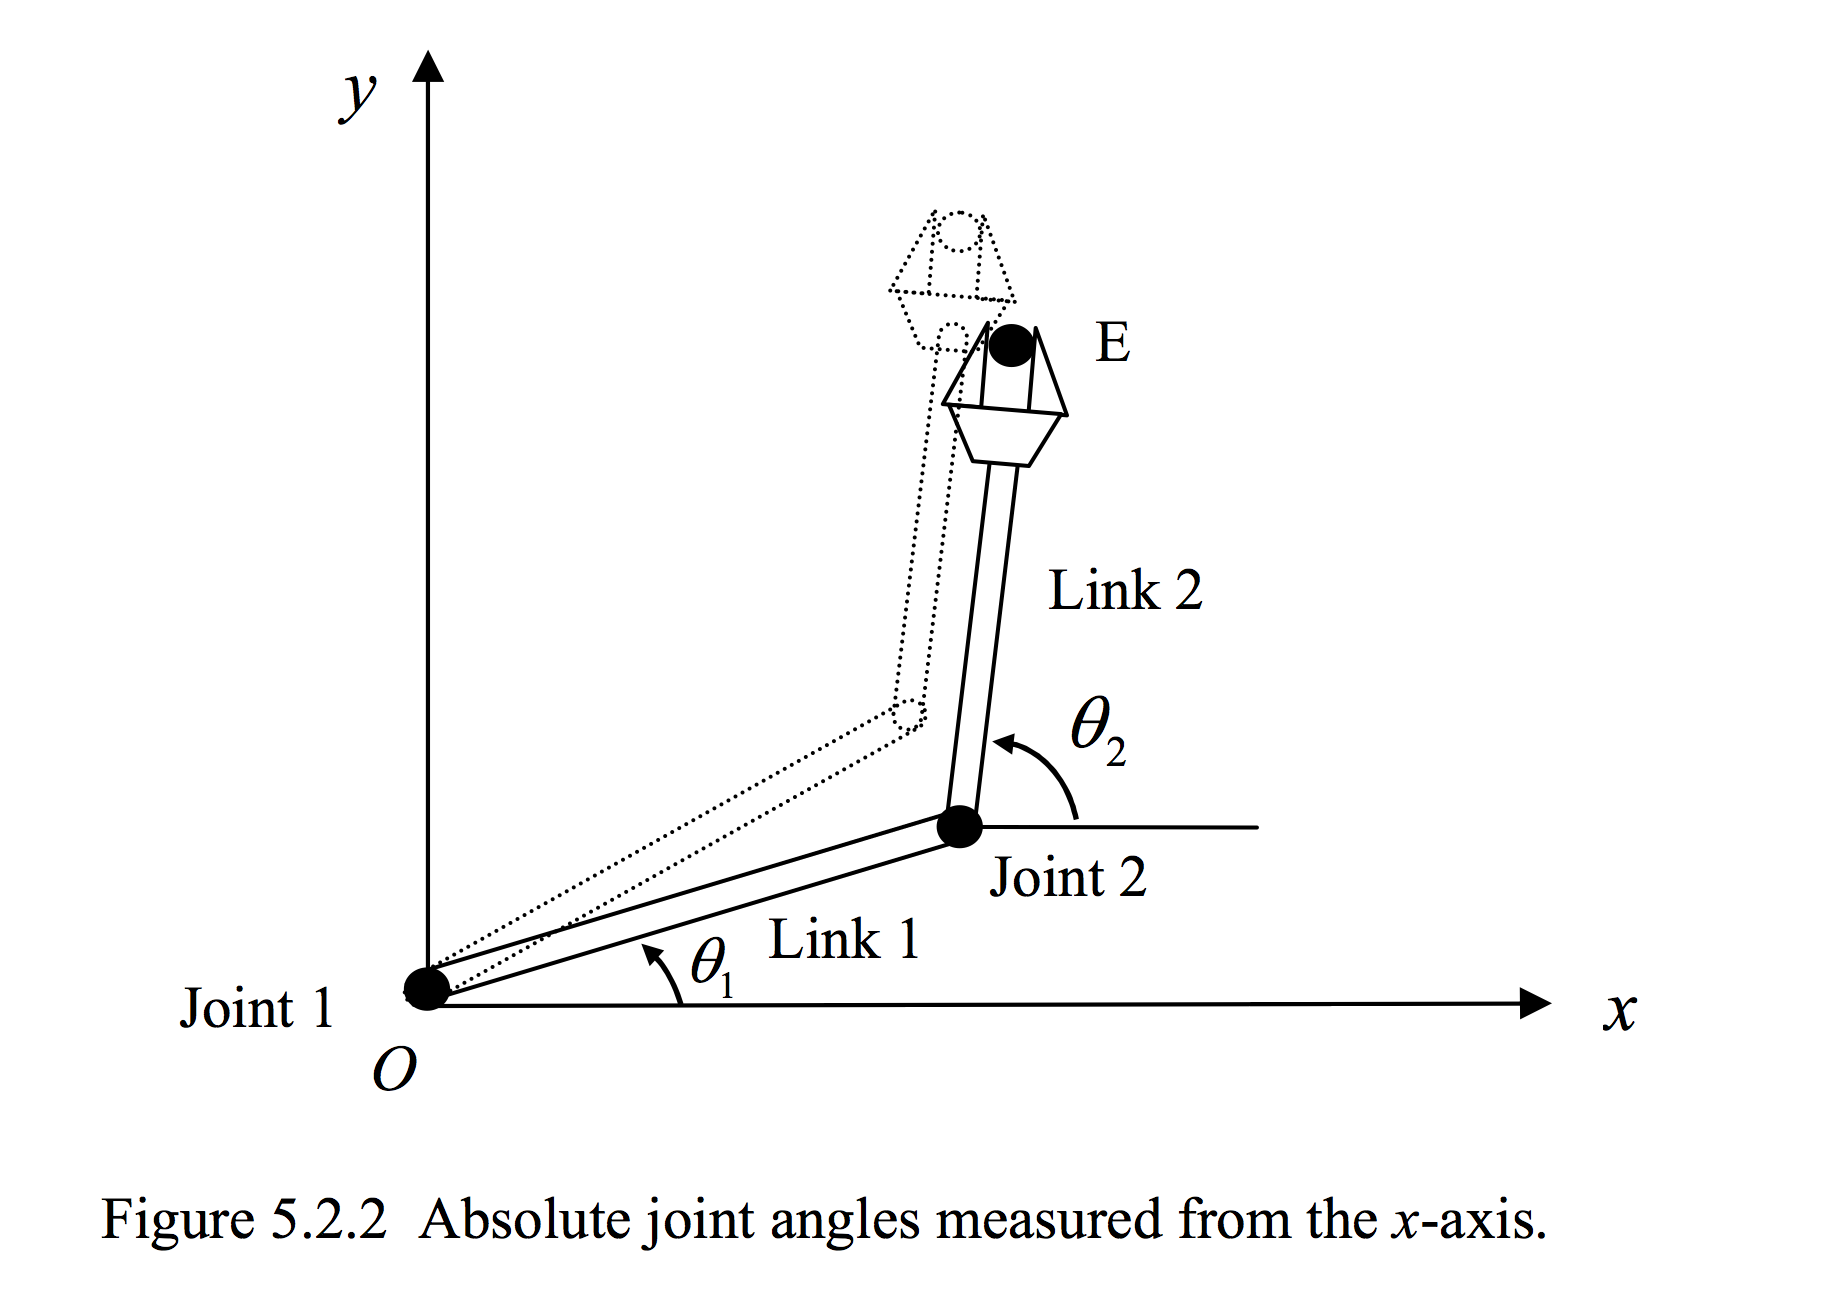 y
E
Link 2
θ2
Joint 2
Link 1
θ1
Joint 1
x
O
Figure 5.2.2 Absolute joint angles measured from the x-axis.